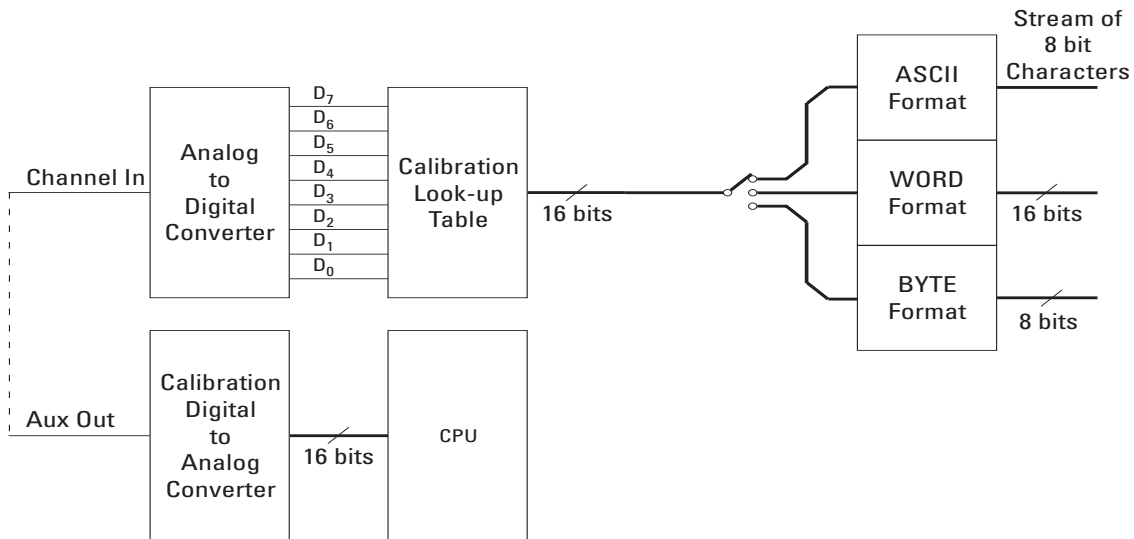 Stream of
8 bit
Characters
ASCII
Format
D7
D6
D5
D4
D3
D2
D1
D0
Analog
to
Digital
Converter
Channel In
Calibration
Look-up
Table
16 bits
WORD
Format
16 bits
BYTE
Format
8 bits
Aux Out
Calibration
Digital
to
Analog
Converter
16 bits
CPU